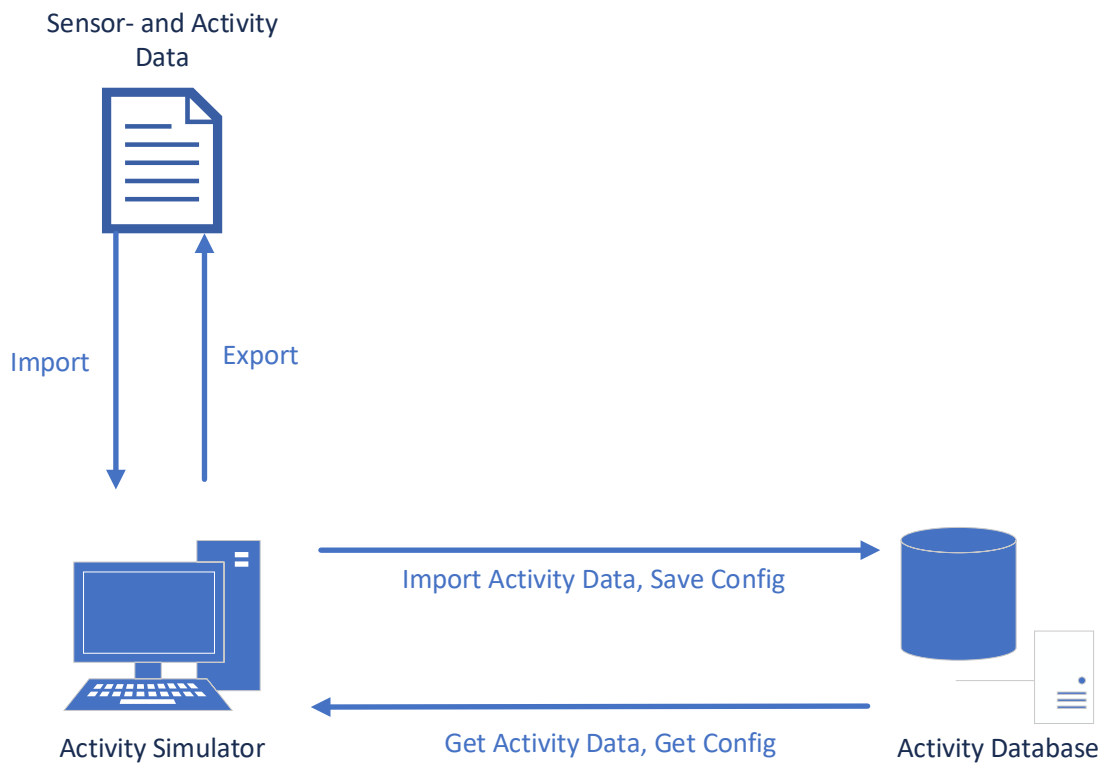 Sensor- and Activity
Data
Import
Export
Import Activity Data, Save Config
Get Activity Data, Get Config
Activity Simulator
Activity Database